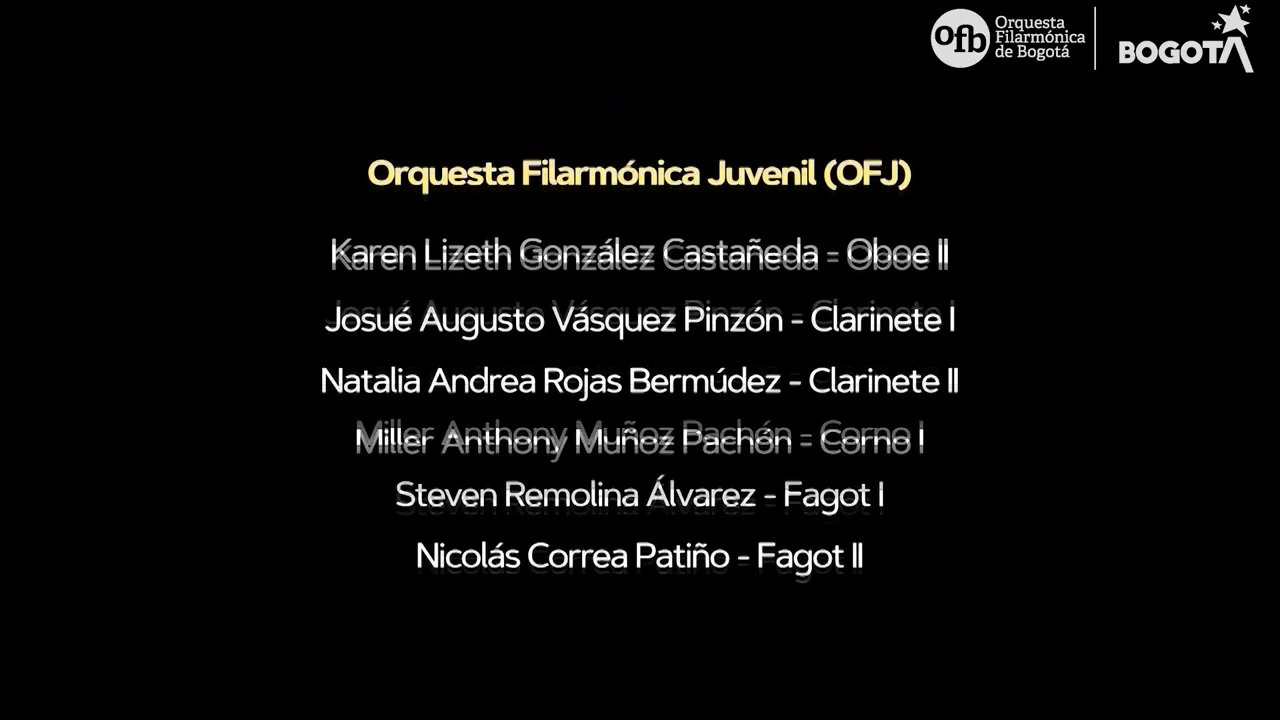 ofb
Orquesta
Filarmónica
de Bogotá
BOGOTÁ
Orquesta Filarmónica Juvenil (OFJ)
Karen Lizeth González Castañeda - Oboe II
Josué Augusto Vásquez Pinzón - Clarinete I
Natalia Andrea Rojas Bermúdez - Clarinete II
Miller Anthony Muñoz Pachón - Corno I
Steven Remolina Álvarez - Fagot I
Nicolás Correa Patiño - Fagot II